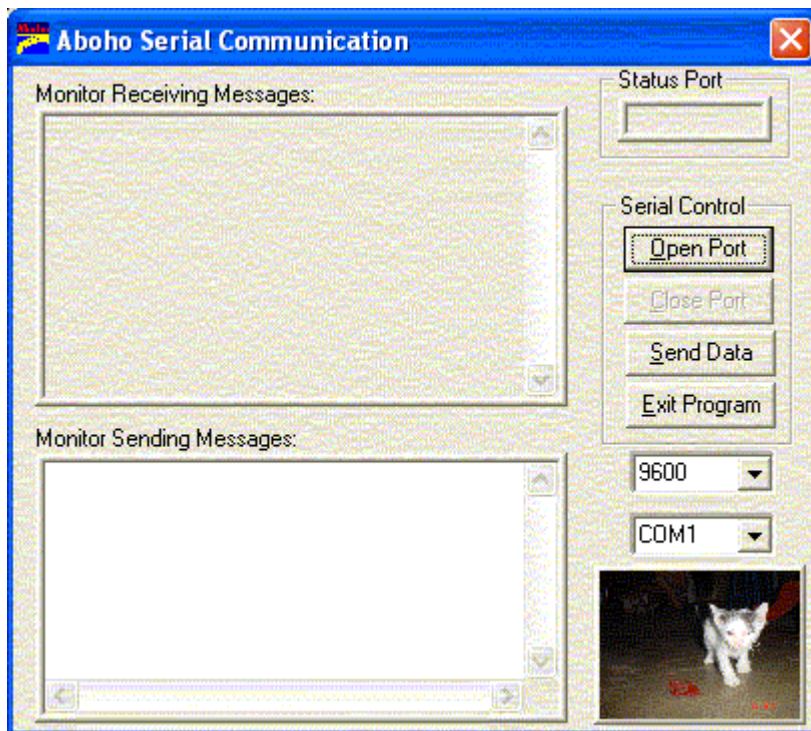 Aboho Serial Communication
Monitor Receiving Messages:
Status Port
Serial Control
Open Port
Close Port
Send Data
Exit Program
Monitor Sending Messages:
9600
COM1